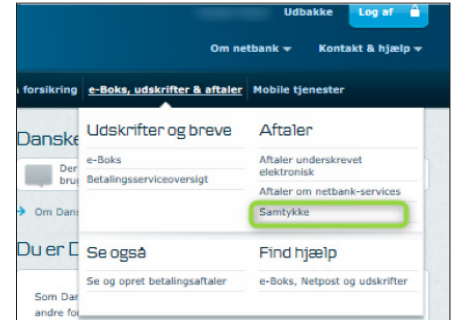 Udbakke
Log af
Om netbank
Kontakt & hjælp
forsikring
e-Boks, udskrifter & aftaler
Mobile tjenester
Danske
Der
brug
Om Dans
Du er D
Som Dan
andre for
Udskrifter og breve
e-Boks
Betalingsserviceoversigt
Aftaler
Aftaler underskrevet
elektronisk
Aftaler om netbank-services
Samtykke
Se også
Se og opret betalingsaftaler
Find hjælp
e-Boks, Netpost og udskrifter